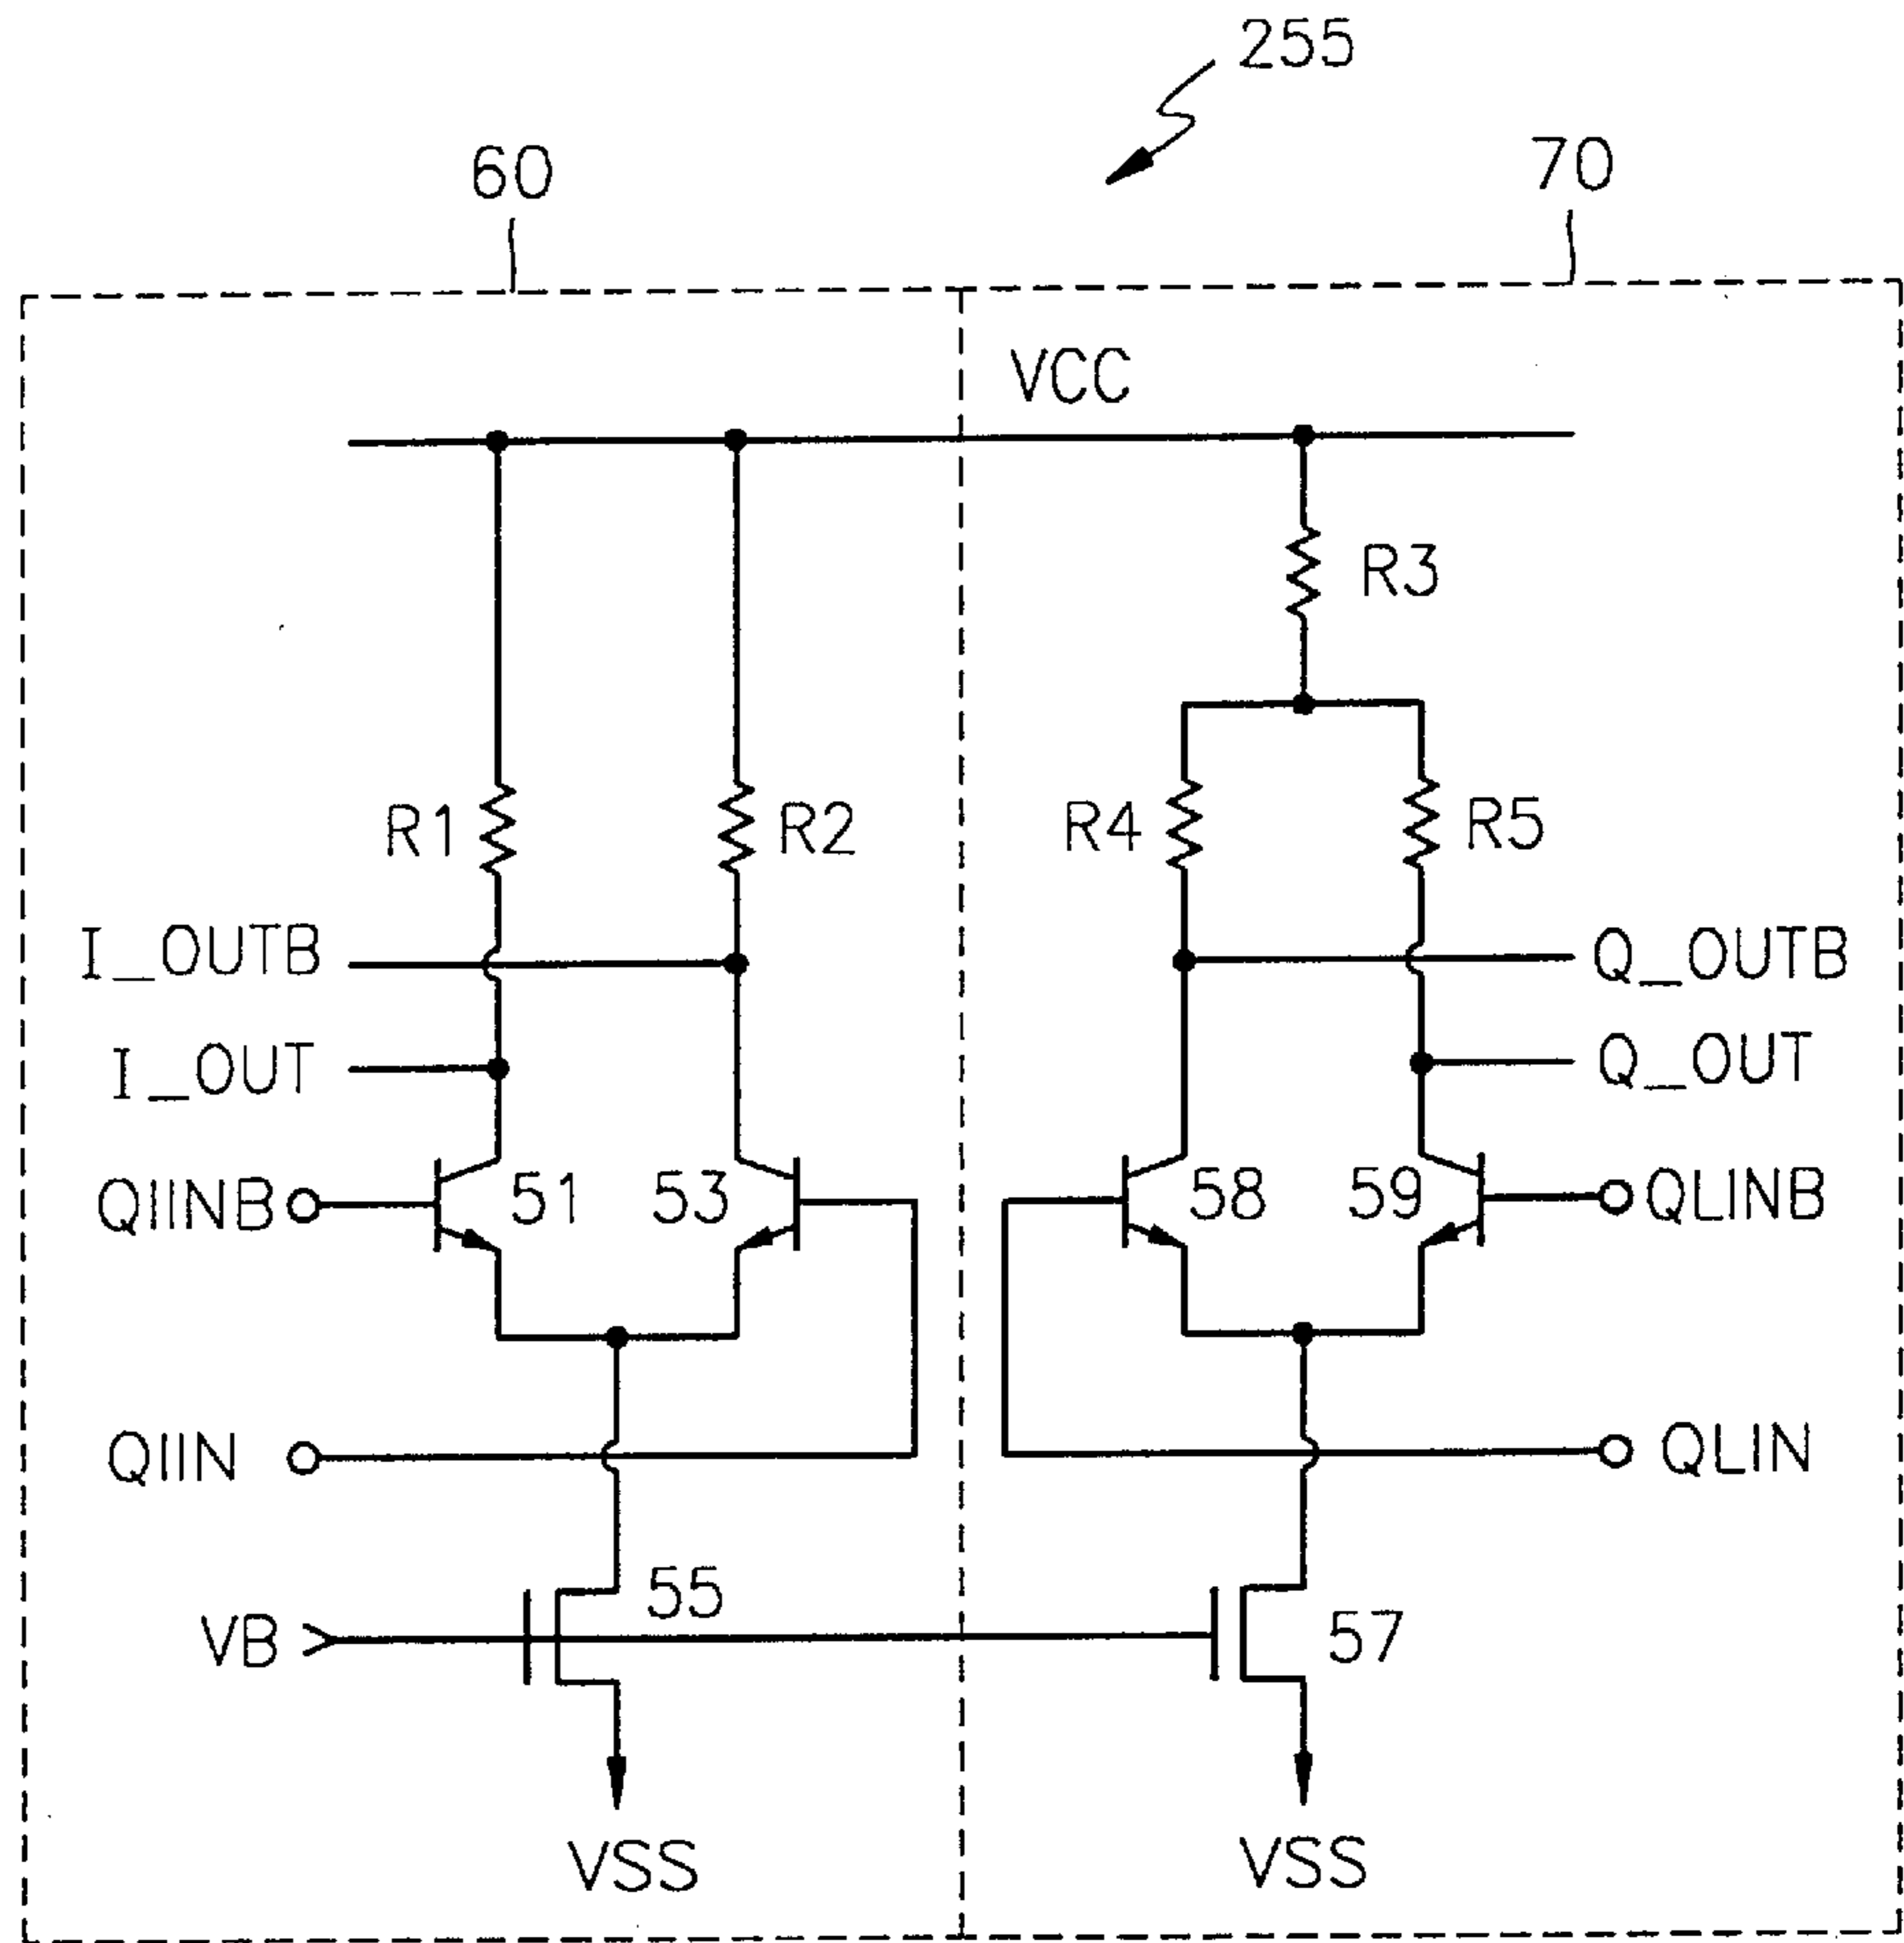 255
60
70
VCC
R3
R1
R2
R4
R5
I_OUTB
Q_OUTB
I_OUT
Q_OUT
QIINB
51
53
58
59
QLINB
QIIN
QLIN
55
VB
57
VSS
VSS